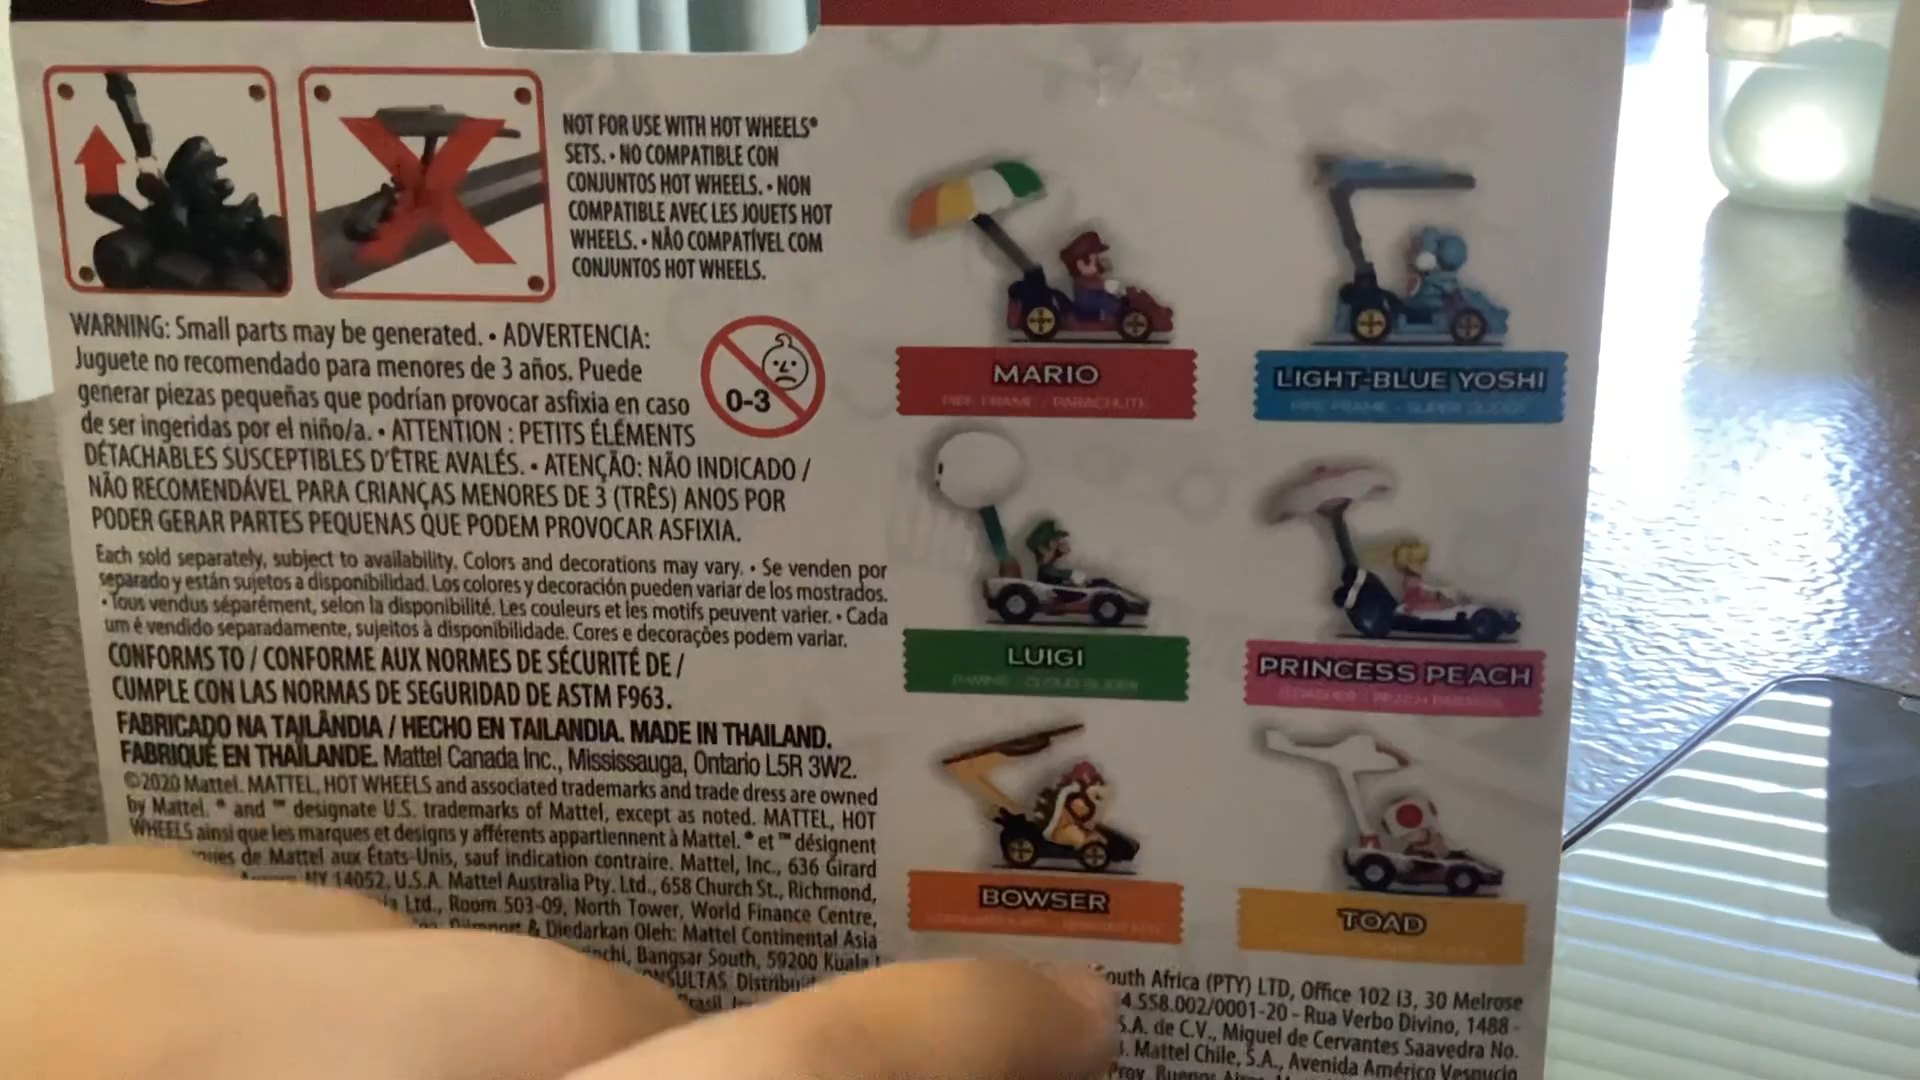 NOT FOR USE WITH HOT WHEELS®
SETS. • NO COMPATIBLE CON
CONJUNTOS HOT WHEELS. • NON
COMPATIBLE AVEC LES JOUETS HOT
WHEELS. • NÃO COMPATÍVEL COM
CONJUNTOS HOT WHEELS.
WARNING: Small parts may be generated. • ADVERTENCIA:
Juguete no recomendado para menores de 3 años. Puede
generar piezas pequeñas que podrían provocar asfixia en caso
de ser ingeridas por el niño/a. • ATTENTION : PETITS ÉLÉMENTS
DÉTACHABLES SUSCEPTIBLES D'ÊTRE AVALÉS. • ATENÇÃO: NÃO INDICADO /
NÃO RECOMENDÁVEL PARA CRIANÇAS MENORES DE 3 (TRÊS) ANOS POR
PODER GERAR PARTES PEQUENAS QUE PODEM PROVOCAR ASFIXIA.
0-3
Each sold separately, subject to availability. Colors and decorations may vary. • Se venden por
separado y están sujetos a disponibilidad. Los colores y decoración pueden variar de los mostrados.
• Tous vendus séparément, selon la disponibilité. Les couleurs et les motifs peuvent varier. • Cada
um é vendido separadamente, sujeitos à disponibilidade. Cores e decorações podem variar.
CONFORMS TO / CONFORME AUX NORMES DE SÉCURITÉ DE /
CUMPLE CON LAS NORMAS DE SEGURIDAD DE ASTM F963.
FABRICADO NA TAILÂNDIA / HECHO EN TAILANDIA. MADE IN THAILAND.
FABRIQUÉ EN THAÏLANDE. Mattel Canada Inc., Mississauga, Ontario L5R 3W2.
©2020 Mattel. MATTEL, HOT WHEELS and associated trademarks and trade dress are owned
by Mattel. ® and ™ designate U.S. trademarks of Mattel, except as noted. MATTEL, HOT
WHEELS ainsi que les marques et designs y afférents appartiennent à Mattel. ® et ™ désignent
de Mattel aux États-Unis, sauf indication contraire. Mattel, Inc., 636 Girard
NY 14052, U.S.A. Mattel Australia Pty. Ltd., 658 Church St., Richmond,
Ltd., Room 503-09, North Tower, World Finance Centre,
& Diedarkan Oleh: Mattel Continental Asia
Bangsar South, 59200 Kuala
MARIO
PIPE FRAME - PARACHUTE
LIGHT-BLUE YOSHI
PIPE FRAME - SUPER GLIDER
LUIGI
P-WING - CLOUD GLIDER
PRINCESS PEACH
PEACH PARASOL
BOWSER
TOAD
South Africa (PTY) LTD, Office 102 I3, 30 Melrose
4.558.002/0001-20 - Rua Verbo Divino, 1488 -
S.A. de C.V., Miguel de Cervantes Saavedra No.
Mattel Chile, S.A., Avenida Américo Vespucio